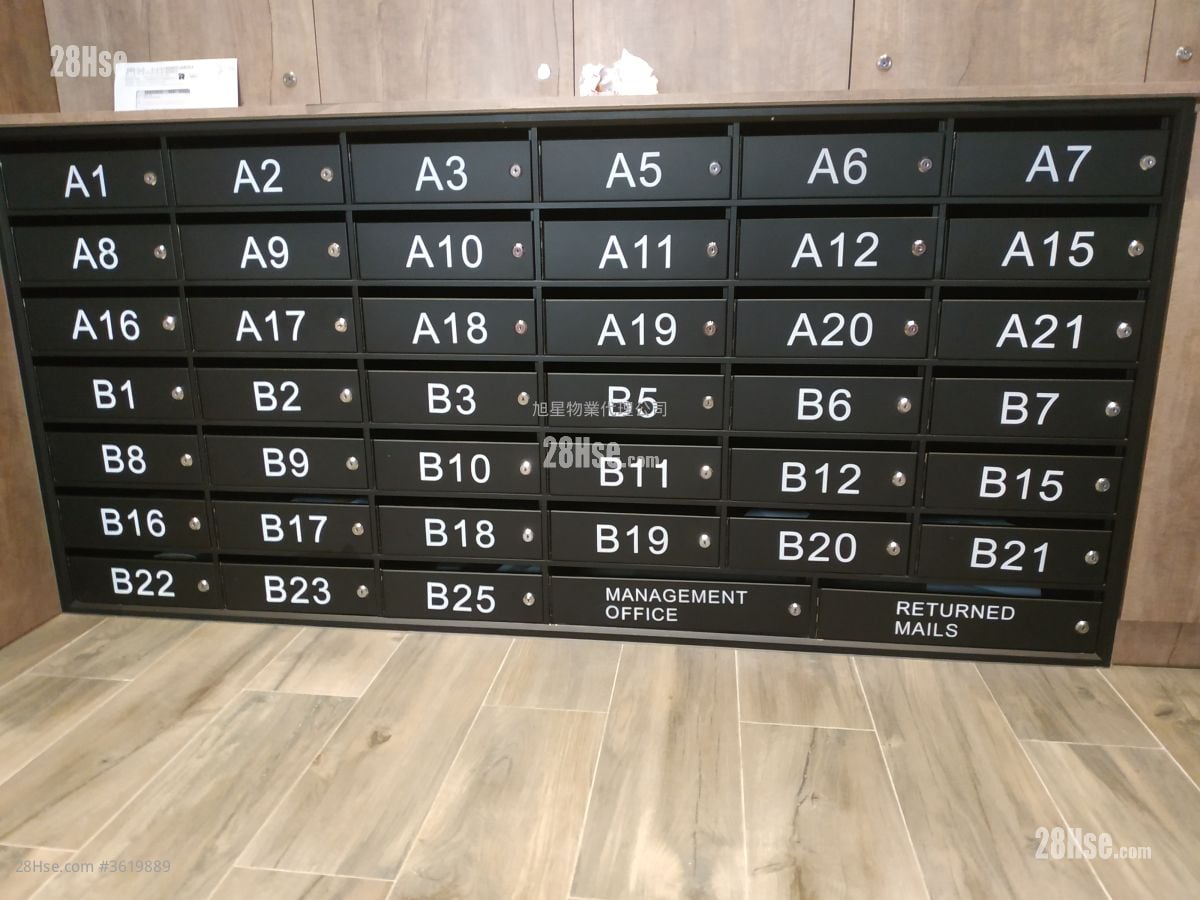 28Hse
A1 A2 A3 A5 A6 A7
A8 A9 A10 A11 A12 A15
A16 A17 A18 A19 A20 A21
B1 B2 B3 B5 B6 B7
旭星物業代理公司
28Hse.com
B8 B9 B10 B11 B12 B15
B16 B17 B18 B19 B20 B21
B22 B23 B25
MANAGEMENT
OFFICE
RETURNED
MAILS
28Hse.com #3619889
28Hse.com